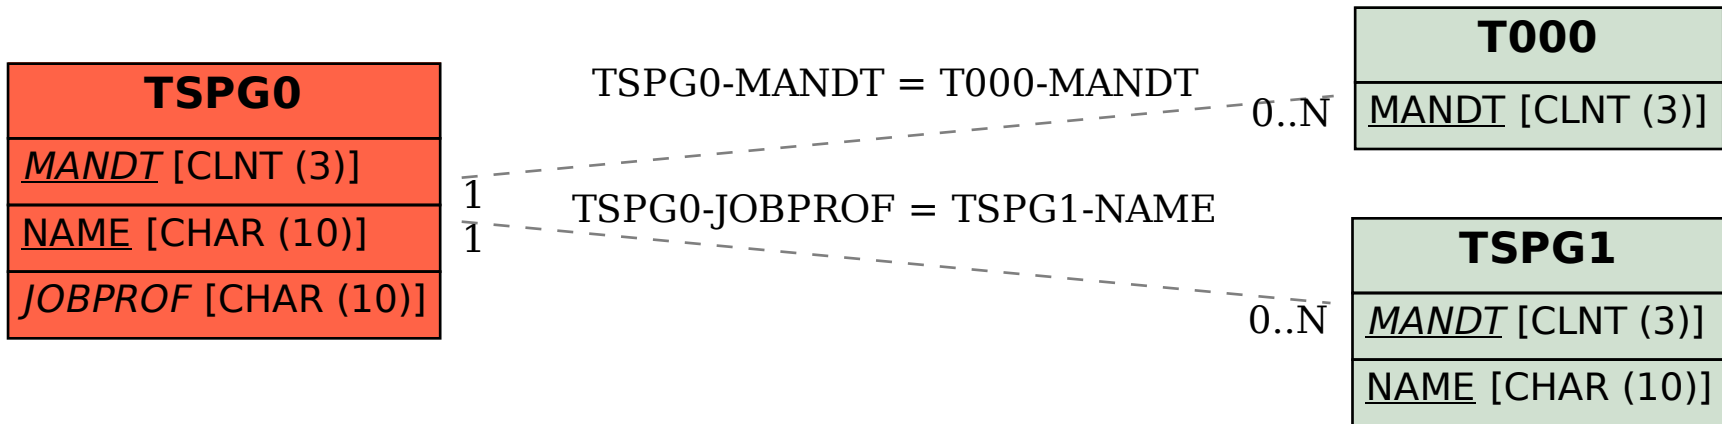 TSPG0
MANDT [CLNT (3)]
NAME [CHAR (10)]
JOBPROF [CHAR (10)]
TSPG0-MANDT = T000-MANDT
1
0..N
TSPG0-JOBPROF = TSPG1-NAME
1
0..N
T000
MANDT [CLNT (3)]
TSPG1
MANDT [CLNT (3)]
NAME [CHAR (10)]